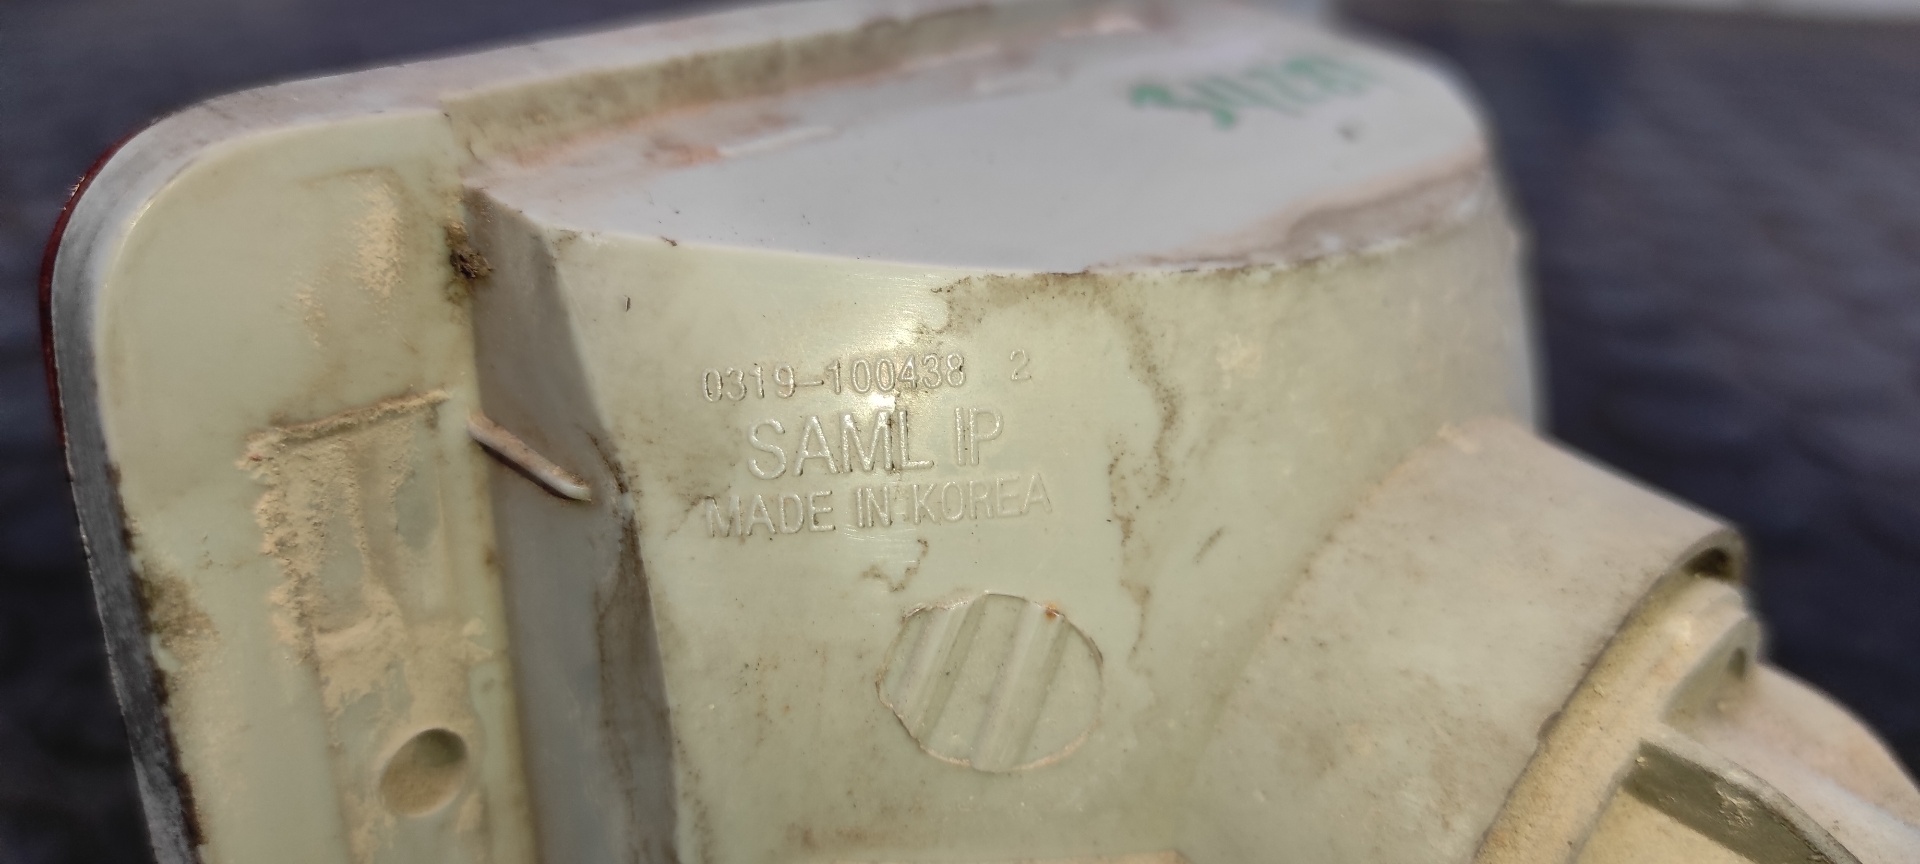 0319-100438 2
SAML IP
MADE IN KOREA